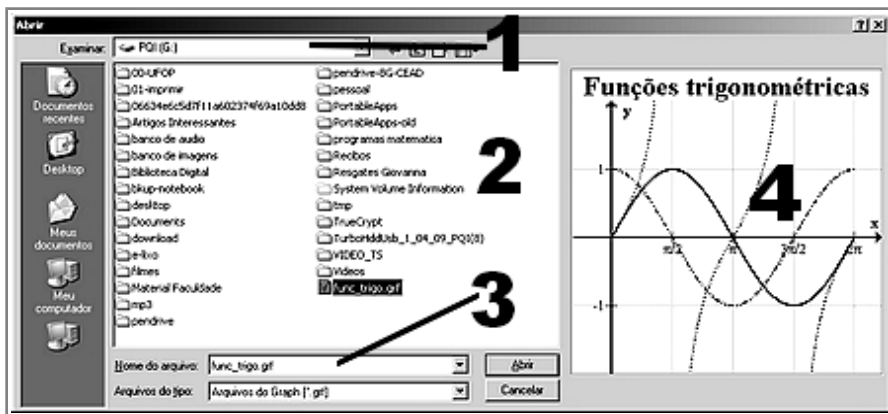 Abrir
Examinar:
PQI (G:)
1
Documentos
recentes
Desktop
Meus
documentos
Meu
computador
00-UFOP
01-imprime
06634e6c5d7f11a602374f69a10dd8
Artigos Interessantes
banco de audio
banco de imagens
Biblioteca Digital
bkup-notebook
desktop
Documents
download
e-lixo
filmes
Material Faculdade
mp3
pendrive
pendrive-8G-CEAD
pessoal
PortableApps
PortableApps-old
programas matematica
Recibos
Resgates Giovanna
System Volume Information
tmp
TrueCrypt
TurboHddUsb_1_04_09_PQI(8)
VIDEO_TS
Videos
func_trigo.grf
2
3
Nome do arquivo:
func_trigo.grf
Abrir
Arquivos do tipo:
Arquivos do Graph (*.grf)
Cancelar
Funções trigonométricas
y
1
4
x
π/2
π
3π/2
2π
-1